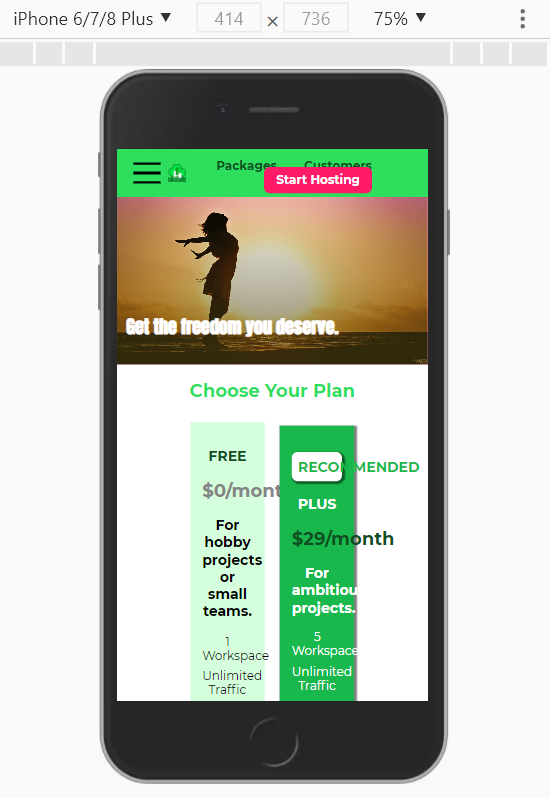 iPhone 6/7/8 Plus ▼ 414 × 736 75% ▼
Packages Customers
Start Hosting
Get the freedom you deserve.
Choose Your Plan
FREE
$0/mont
For
hobby
projects
or
small
teams.
1
Workspace
Unlimited
Traffic
RECOMMENDED
PLUS
$29/month
For
ambitiou
projects.
5
Workspace
Unlimited
Traffic